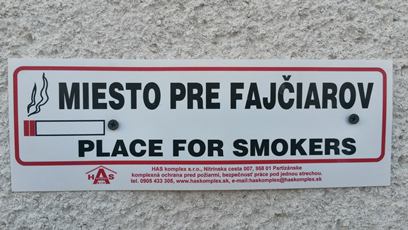 MIESTO PRE FAJČIAROV
PLACE FOR SMOKERS
HAS
HAS komplex s.r.o., Nitrianska cesta 007, 958 01 Partizánske
komplexná ochrana pred požiarmi, bezpečnosť práce pod jednou strechou.
tel. 0905 433 305, www.haskomplex.sk, e-mail:haskomplex@haskomplex.sk